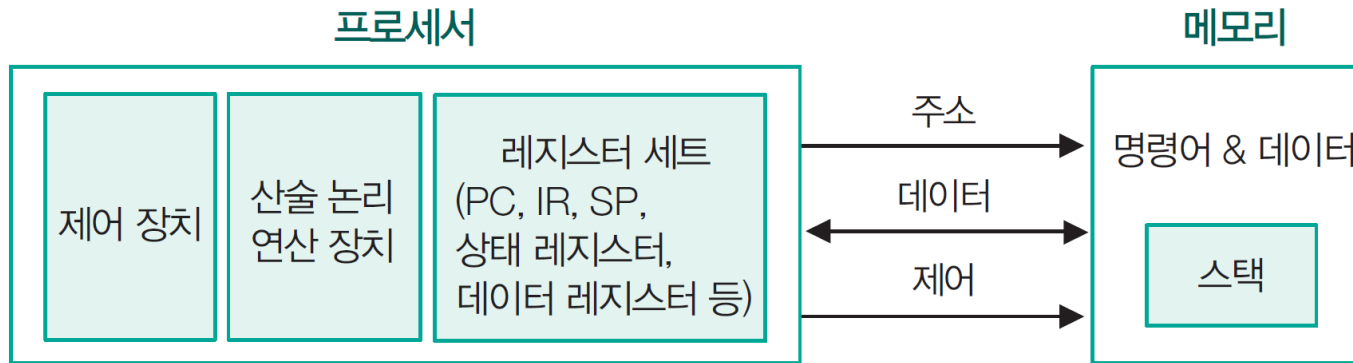 프로세서
메모리
제어 장치
산술 논리
연산 장치
레지스터 세트
(PC, IR, SP,
상태 레지스터,
데이터 레지스터 등)
주소
데이터
제어
명령어 & 데이터
스택